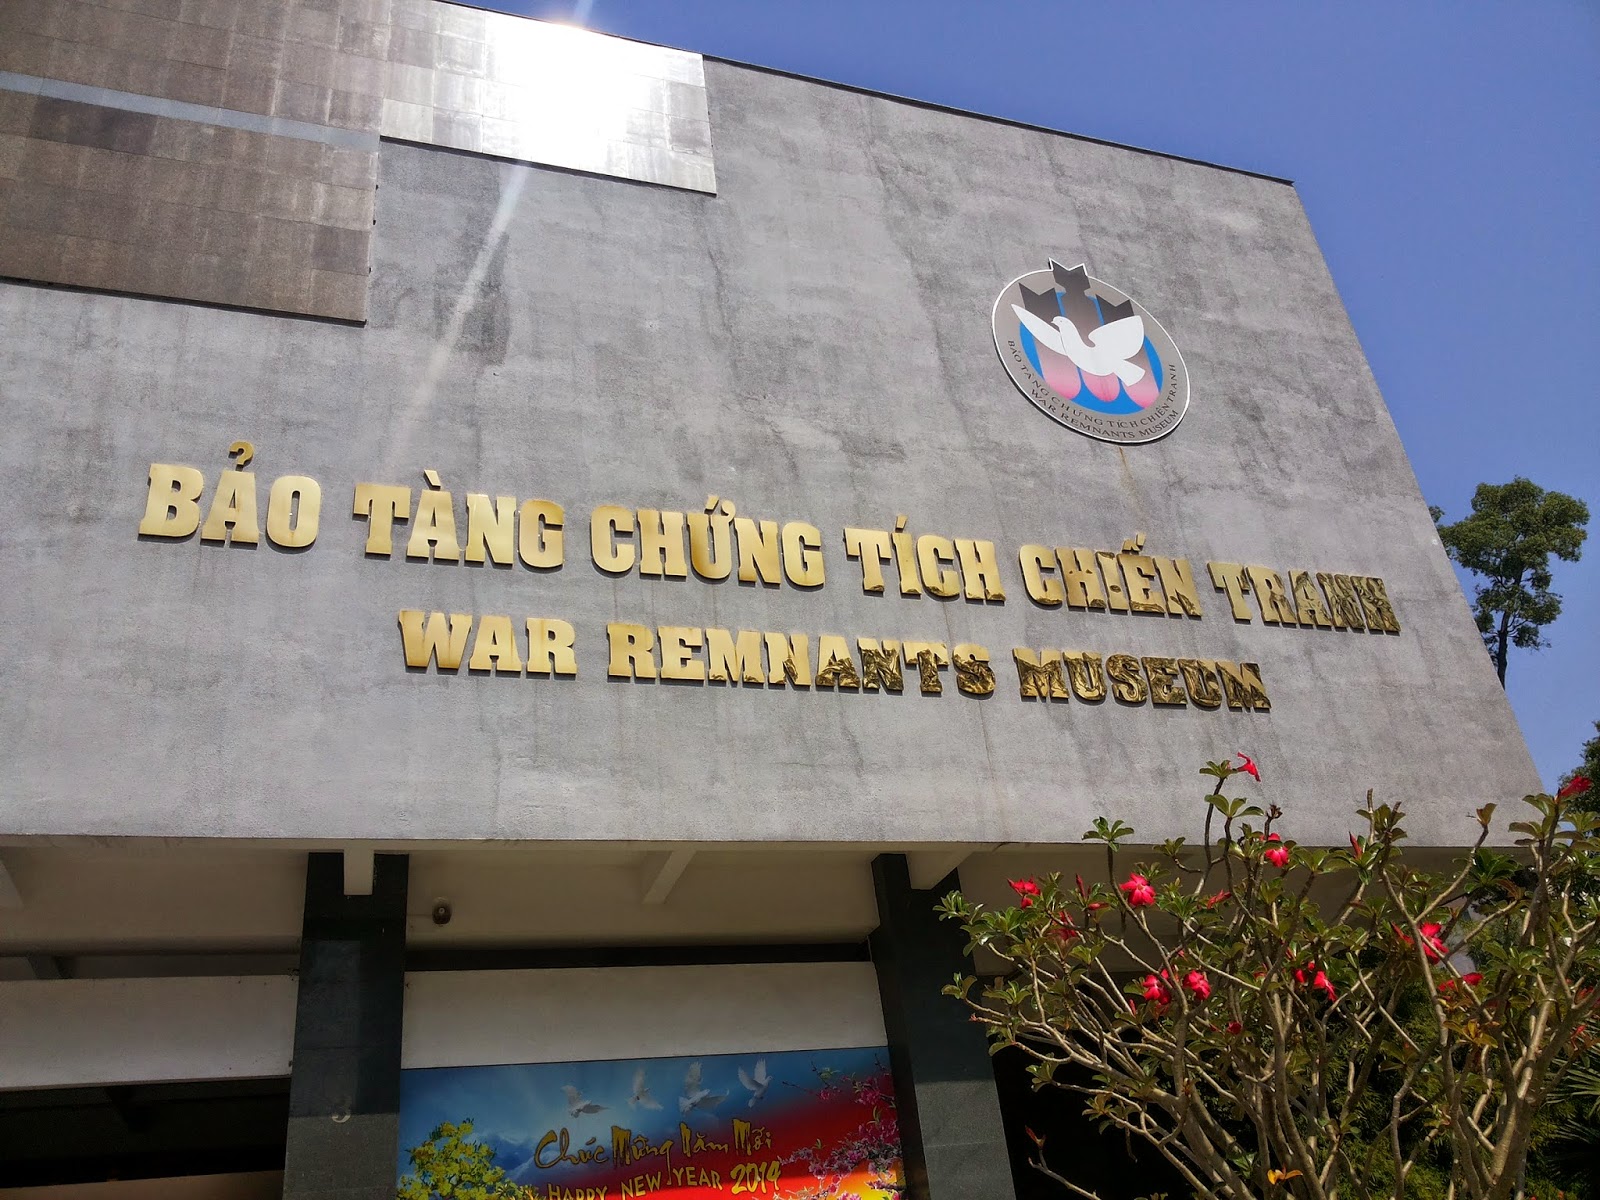 BẢO TÀNG CHỨNG TÍCH CHIẾN TRANH
WAR REMNANTS MUSEUM
BẢO TÀNG CHỨNG TÍCH CHIẾN TRANH
WAR REMNANTS MUSEUM
Chúc Mừng Năm Mới
HAPPY NEW YEAR 2014